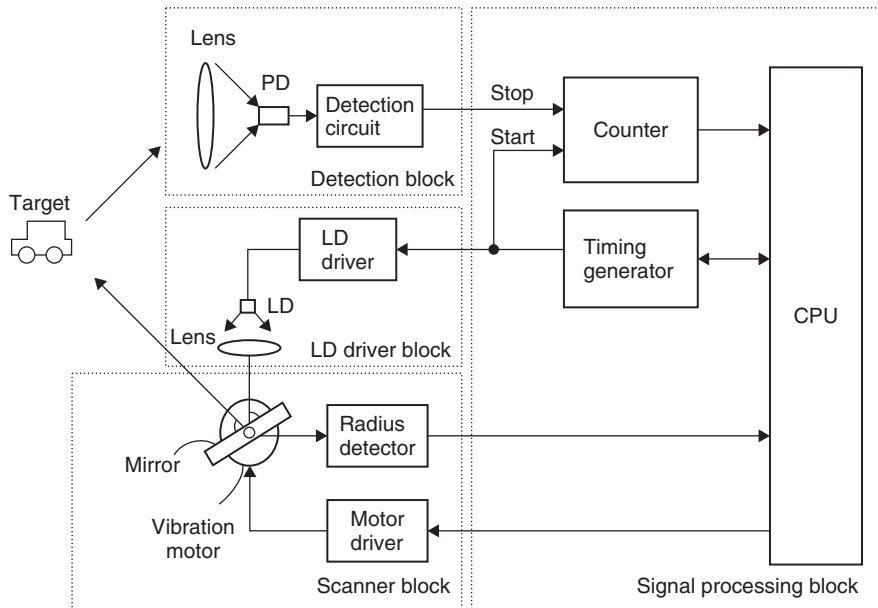 Lens
PD
Detection
circuit
Stop
Start
Counter
Detection block
Target
LD
driver
Timing
generator
CPU
LD
Lens
LD driver block
Radius
detector
Mirror
Vibration
motor
Motor
driver
Scanner block
Signal processing block